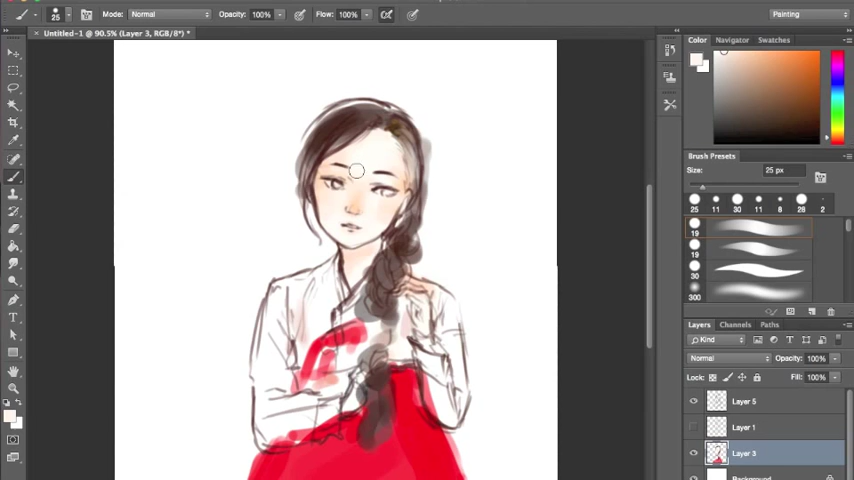 25 Mode: Normal Opacity: 100% Flow: 100% Painting
× Untitled-1 @ 90.5% (Layer 3, RGB/8*) *
Color Navigator Swatches
Brush Presets
Size: 25 px
25 11 30 11 8 28 2
19
19
30
300
Layers Channels Paths
Kind
Normal Opacity: 100%
Lock: Fill: 100%
Layer 5
Layer 1
Layer 3
Background
T